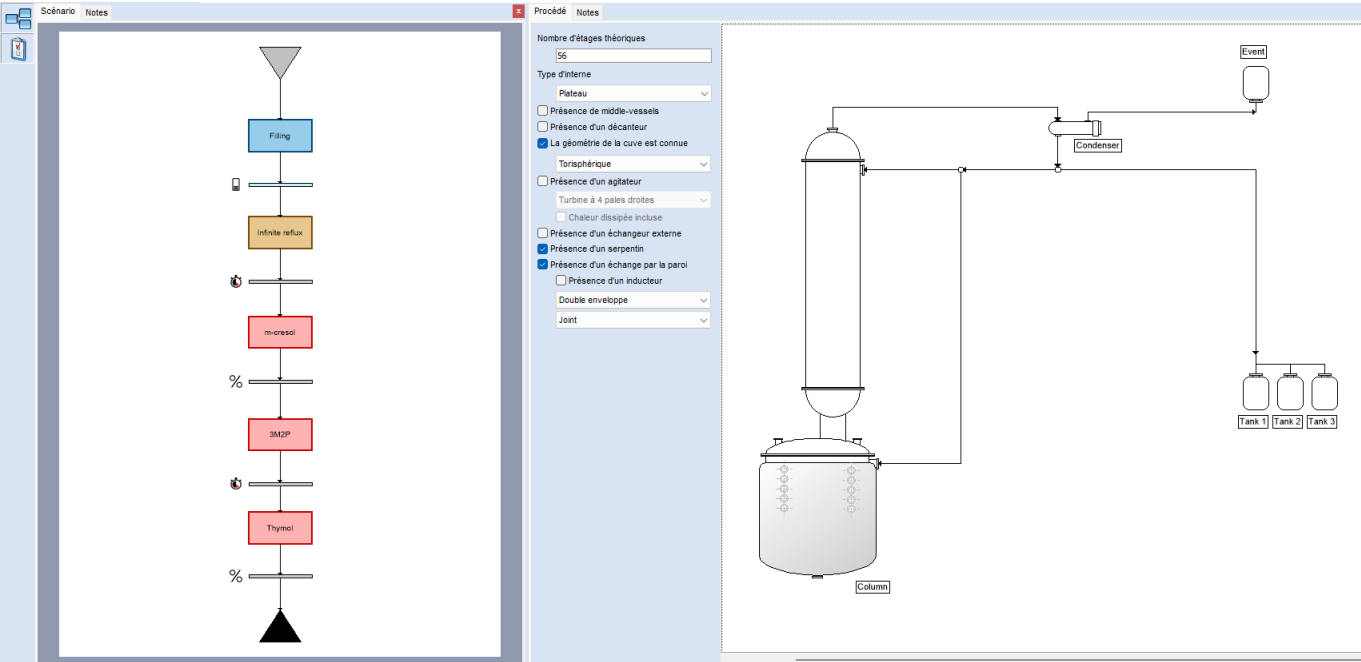 Scénario
Notes
Filling
Infinite reflux
m-cresol
%
3M2P
Thymol
%
Procédé
Notes
Nombre d'étages théoriques
56
Type d'interne
Plateau
Présence de middle-vessels
Présence d'un décanteur
La géométrie de la cuve est connue
Torisphérique
Présence d'un agitateur
Turbine à 4 pales droites
Chaleur dissipée incluse
Présence d'un échangeur externe
Présence d'un serpentin
Présence d'un échange par la paroi
Présence d'un inducteur
Double enveloppe
Joint
Event
Condenser
Tank 1
Tank 2
Tank 3
Column